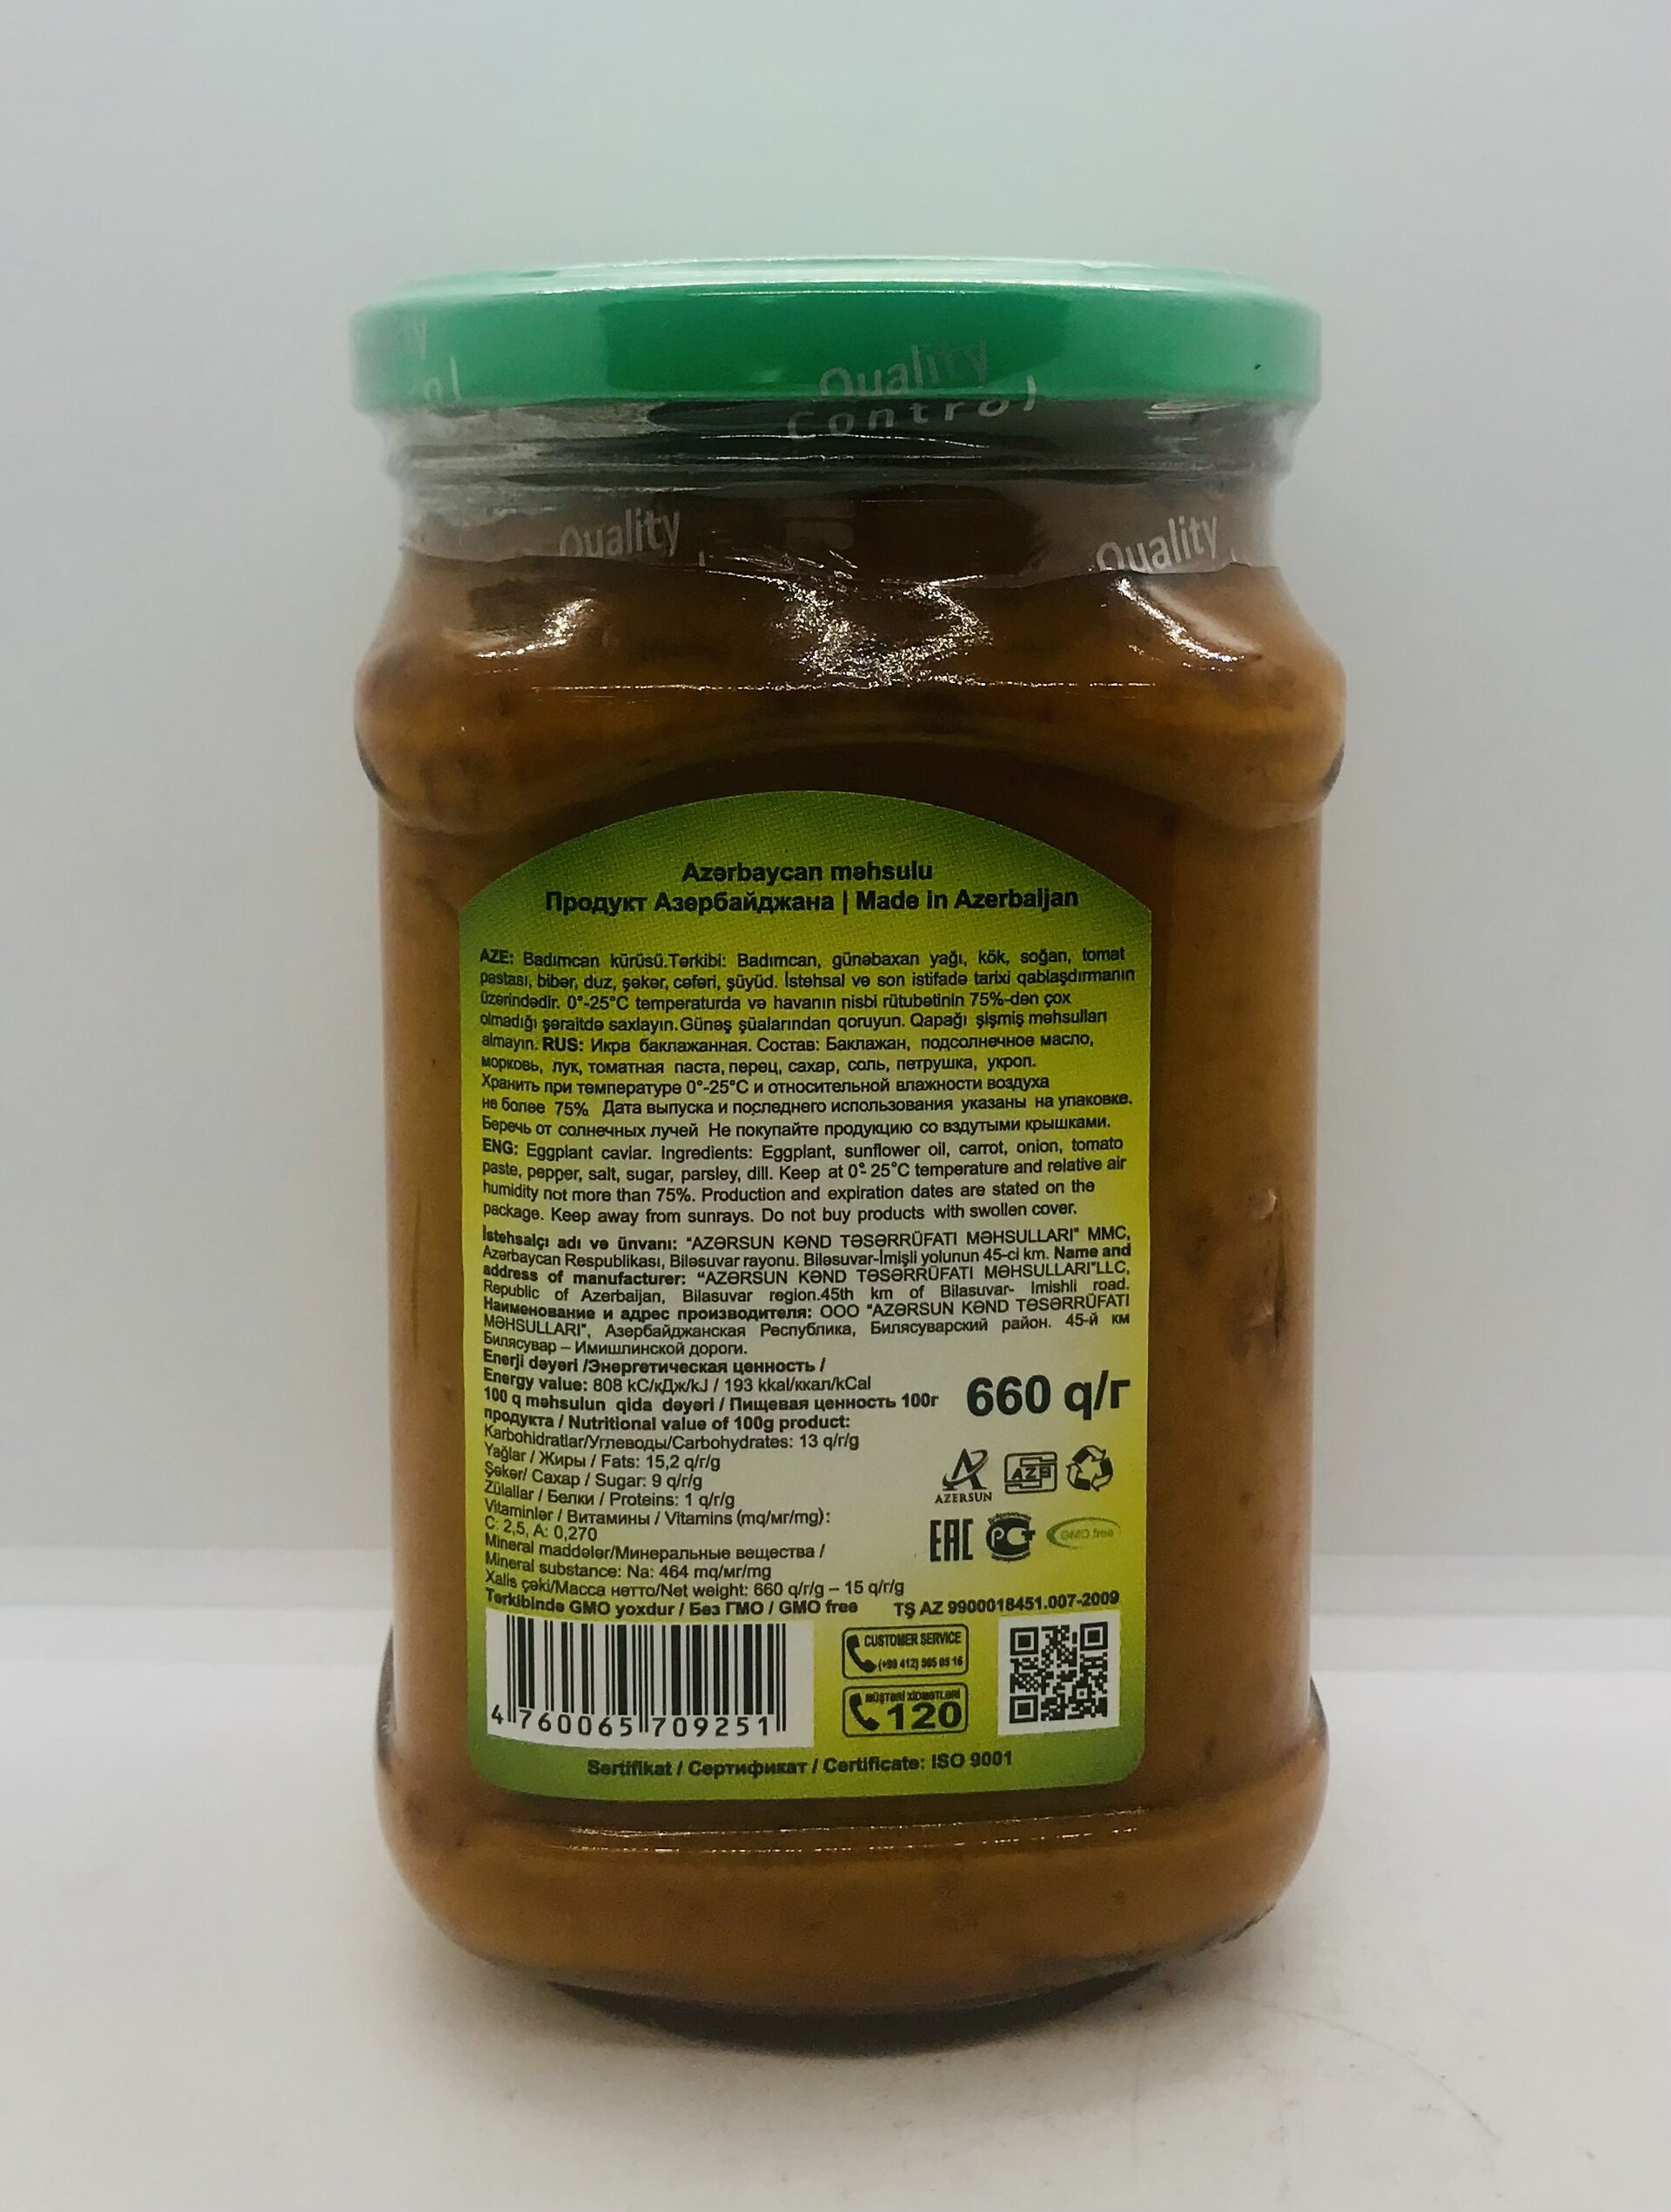 Quality
Control
Quality
Quality
Azərbaycan məhsulu
Продукт Азербайджана | Made in Azerbaijan
AZE: Badımcan kürüsü.Tərkibi: Badımcan, günəbaxan yağı, kök, soğan, tomat
pastası, bibər, duz, şəkər, cəfəri, şüyüd. İstehsal və son istifadə tarixi qablaşdırmanın
üzərindədir. 0°-25°C temperaturda və havanın nisbi rütubətinin 75%-dən çox
olmadığı şəraitdə saxlayın. Günəş şüalarından qoruyun. Qapağı şişmiş məhsulları
almayın. RUS: Икра баклажанная. Состав: Баклажан, подсолнечное масло,
морковь, лук, томатная паста, перец, сахар, соль, петрушка, укроп.
Хранить при температуре 0°-25°C и относительной влажности воздуха
не более 75% Дата выпуска и последнего использования указаны на упаковке.
Беречь от солнечных лучей Не покупайте продукцию со вздутыми крышками.
ENG: Eggplant caviar. Ingredients: Eggplant, sunflower oil, carrot, onion, tomato
paste, pepper, salt, sugar, parsley, dill. Keep at 0°-25°C temperature and relative air
humidity not more than 75%. Production and expiration dates are stated on the
package. Keep away from sunrays. Do not buy products with swollen cover.
İstehsalçı adı və ünvanı: "AZƏRSUN KƏND TƏSƏRRÜFATI MƏHSULLARI" MMC,
Azərbaycan Respublikası, Biləsuvar rayonu. Biləsuvar-İmişli yolunun 45-ci km. Name and
address of manufacturer: "AZƏRSUN KƏND TƏSƏRRÜFATI MƏHSULLARI"LLC,
Republic of Azerbaijan, Bilasuvar region.45th km of Bilasuvar- Imishli road.
Наименование и адрес производителя: ООО "AZƏRSUN KƏND TƏSƏRRÜFATI
MƏHSULLARI", Азербайджанская Республика, Билясуварский район. 45-й км
Билясувар – Имишлинской дороги.
Enerji dəyəri /Энергетическая ценность /
Energy value: 808 kC/кДж/kJ / 193 kkal/ккал/kCal
100 q məhsulun qida dəyəri / Пищевая ценность 100г
продукта / Nutritional value of 100g product:
660 q/г
Karbohidratlar/Углеводы/Carbohydrates: 13 q/г/g
Yağlar / Жиры / Fats: 15,2 q/г/g
Şəkər/ Сахар / Sugar: 9 q/г/g
Zülallar / Белки / Proteins: 1 q/г/g
Vitaminlər / Витамины / Vitamins (mq/мг/mg):
C: 2,5, A: 0,270
Mineral maddələr/Минеральные вещества /
Mineral substance: Na: 464 mq/мг/mg
Xalis çəki/Масса нетто/Net weight: 660 q/г/g – 15 q/г/g
Tərkibində GMO yoxdur / Без ГМО / GMO free
AZERSUN
AZS
EAC
РСТ
GMO free
TŞ AZ 9900018451.007-2009
4 760065 709251
CUSTOMER SERVICE
(+99 412) 565 05 16
MÜŞTƏRİ XİDMƏTLƏRİ
120
Sertifikat / Сертификат / Certificate: ISO 9001